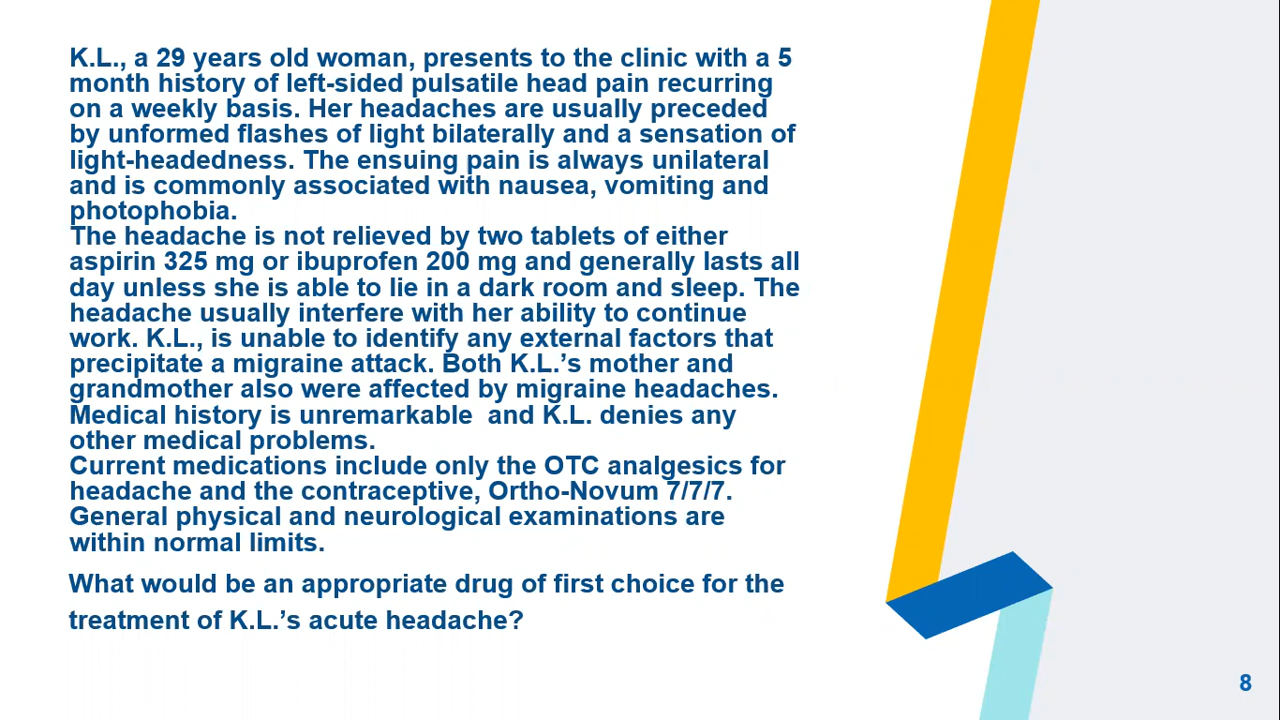 K.L., a 29 years old woman, presents to the clinic with a 5
month history of left-sided pulsatile head pain recurring
on a weekly basis. Her headaches are usually preceded
by unformed flashes of light bilaterally and a sensation of
light-headedness. The ensuing pain is always unilateral
and is commonly associated with nausea, vomiting and
photophobia.
The headache is not relieved by two tablets of either
aspirin 325 mg or ibuprofen 200 mg and generally lasts all
day unless she is able to lie in a dark room and sleep. The
headache usually interfere with her ability to continue
work. K.L., is unable to identify any external factors that
precipitate a migraine attack. Both K.L.’s mother and
grandmother also were affected by migraine headaches.
Medical history is unremarkable  and K.L. denies any
other medical problems.
Current medications include only the OTC analgesics for
headache and the contraceptive, Ortho-Novum 7/7/7.
General physical and neurological examinations are
within normal limits.
What would be an appropriate drug of first choice for the
treatment of K.L.’s acute headache?
8